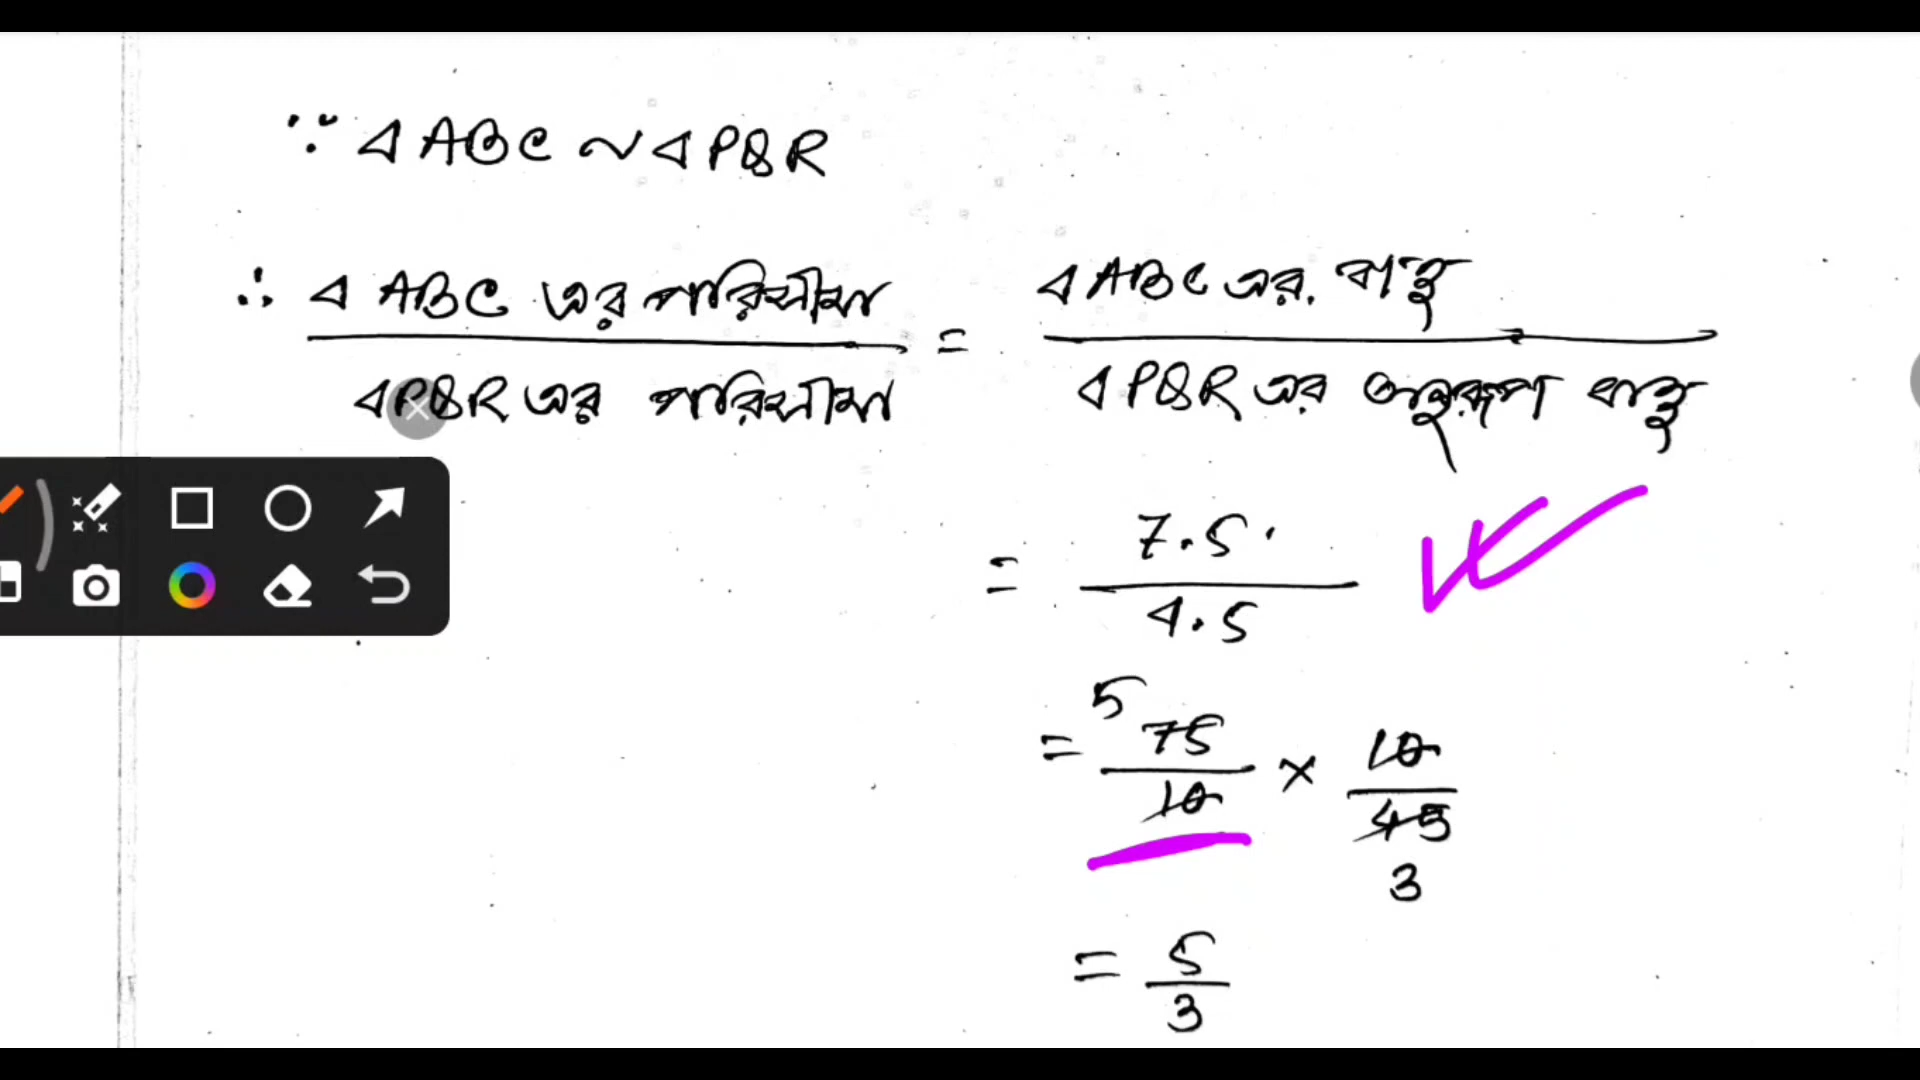 ∵ △ABC ~ △PQR
∴ △ABC এর পরিসীমা / △PQR এর পরিসীমা = △ABC এর বাহু / △PQR এর অনুরূপ বাহু
= 7.5 / 4.5
= 75/10 × 10/45
5
3
= 5/3